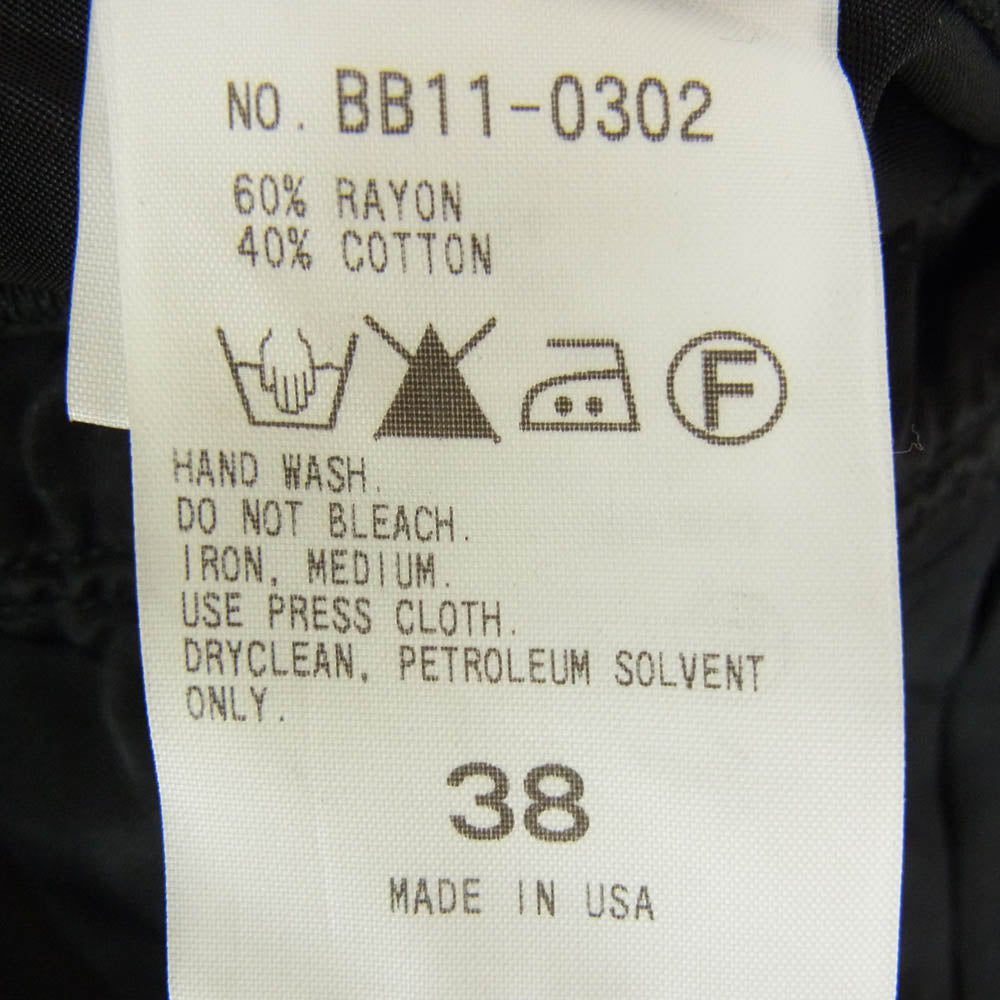 NO. BB11-0302
60% RAYON
40% COTTON
F
HAND WASH.
DO NOT BLEACH.
IRON, MEDIUM.
USE PRESS CLOTH.
DRYCLEAN, PETROLEUM SOLVENT
ONLY.
38
MADE IN USA